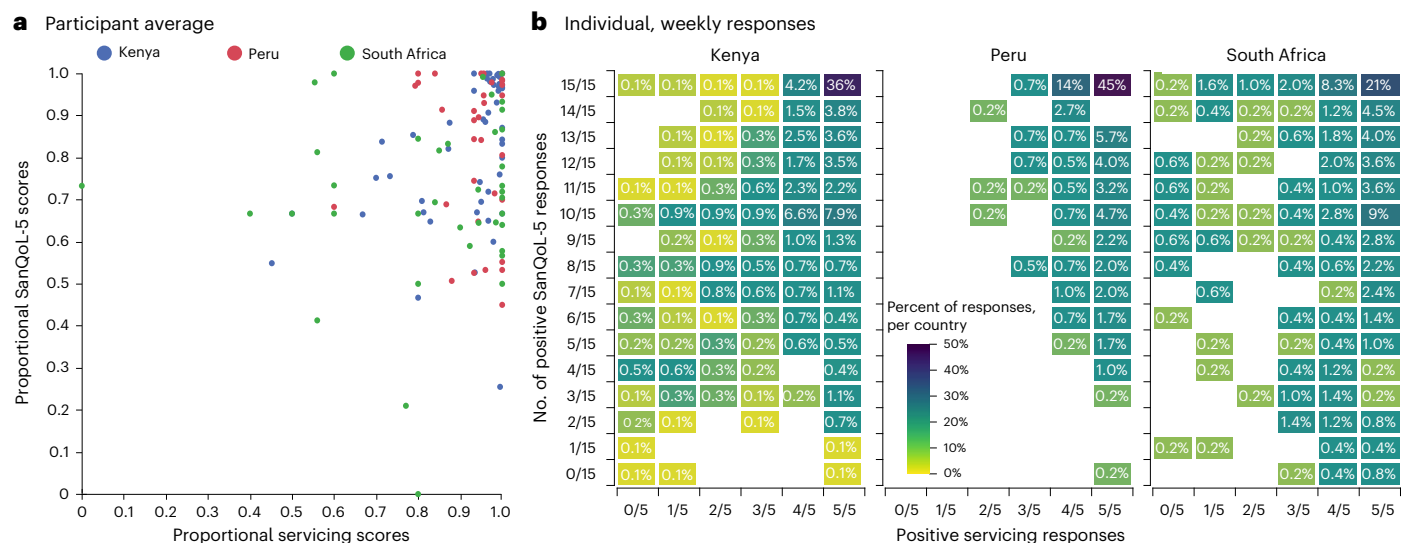 a Participant average
Kenya Peru South Africa
1.0
0.9
0.8
0.7
0.6
0.5
0.4
0.3
0.2
0.1
0
Proportional SanQoL-5 scores
0 0.1 0.2 0.3 0.4 0.5 0.6 0.7 0.8 0.9 1.0
Proportional servicing scores
b Individual, weekly responses
Kenya Peru South Africa
No. of positive SanQoL-5 responses
15/15 0.1% 0.1% 0.1% 0.1% 4.2% 36% 0.7% 14% 45% 0.2% 1.6% 1.0% 2.0% 8.3% 21%
14/15 0.1% 0.1% 1.5% 3.8% 0.2% 2.7% 0.2% 0.4% 0.2% 0.2% 1.2% 4.5%
13/15 0.1% 0.1% 0.3% 2.5% 3.6% 0.7% 0.7% 5.7% 0.2% 0.6% 1.8% 4.0%
12/15 0.1% 0.1% 0.3% 1.7% 3.5% 0.7% 0.5% 4.0% 0.6% 0.2% 0.2% 2.0% 3.6%
11/15 0.1% 0.1% 0.3% 0.6% 2.3% 2.2% 0.2% 0.2% 0.5% 3.2% 0.6% 0.2% 0.4% 1.0% 3.6%
10/15 0.3% 0.9% 0.9% 0.9% 6.6% 7.9% 0.2% 0.7% 4.7% 0.4% 0.2% 0.2% 0.4% 2.8% 9%
9/15 0.2% 0.1% 0.3% 1.0% 1.3% 0.2% 2.2% 0.6% 0.6% 0.2% 0.2% 0.4% 2.8%
8/15 0.3% 0.3% 0.9% 0.5% 0.7% 0.7% 0.5% 0.7% 2.0% 0.4% 0.4% 0.6% 2.2%
7/15 0.1% 0.1% 0.8% 0.6% 0.7% 1.1% 1.0% 2.0% 0.6% 0.2% 2.4%
6/15 0.3% 0.1% 0.1% 0.3% 0.7% 0.4% 0.7% 1.7% 0.2% 0.4% 0.4% 1.4%
5/15 0.2% 0.2% 0.3% 0.2% 0.6% 0.5% 0.2% 1.7% 0.2% 0.2% 0.4% 1.0%
4/15 0.5% 0.6% 0.3% 0.2% 0.4% 1.0% 0.2% 0.4% 1.2% 0.2%
3/15 0.1% 0.3% 0.3% 0.1% 0.2% 1.1% 0.2% 0.2% 1.0% 1.4% 0.2%
2/15 0 2% 0.1% 0.1% 0.7% 1.4% 1.2% 0.8%
1/15 0.1% 0.1% 0.2% 0.2% 0.4% 0.4%
0/15 0.1% 0.1% 0.1% 0.2% 0.2% 0.4% 0.8%
Percent of responses,
per country
50%
40%
30%
20%
10%
0%
0/5 1/5 2/5 3/5 4/5 5/5 0/5 1/5 2/5 3/5 4/5 5/5 0/5 1/5 2/5 3/5 4/5 5/5
Positive servicing responses